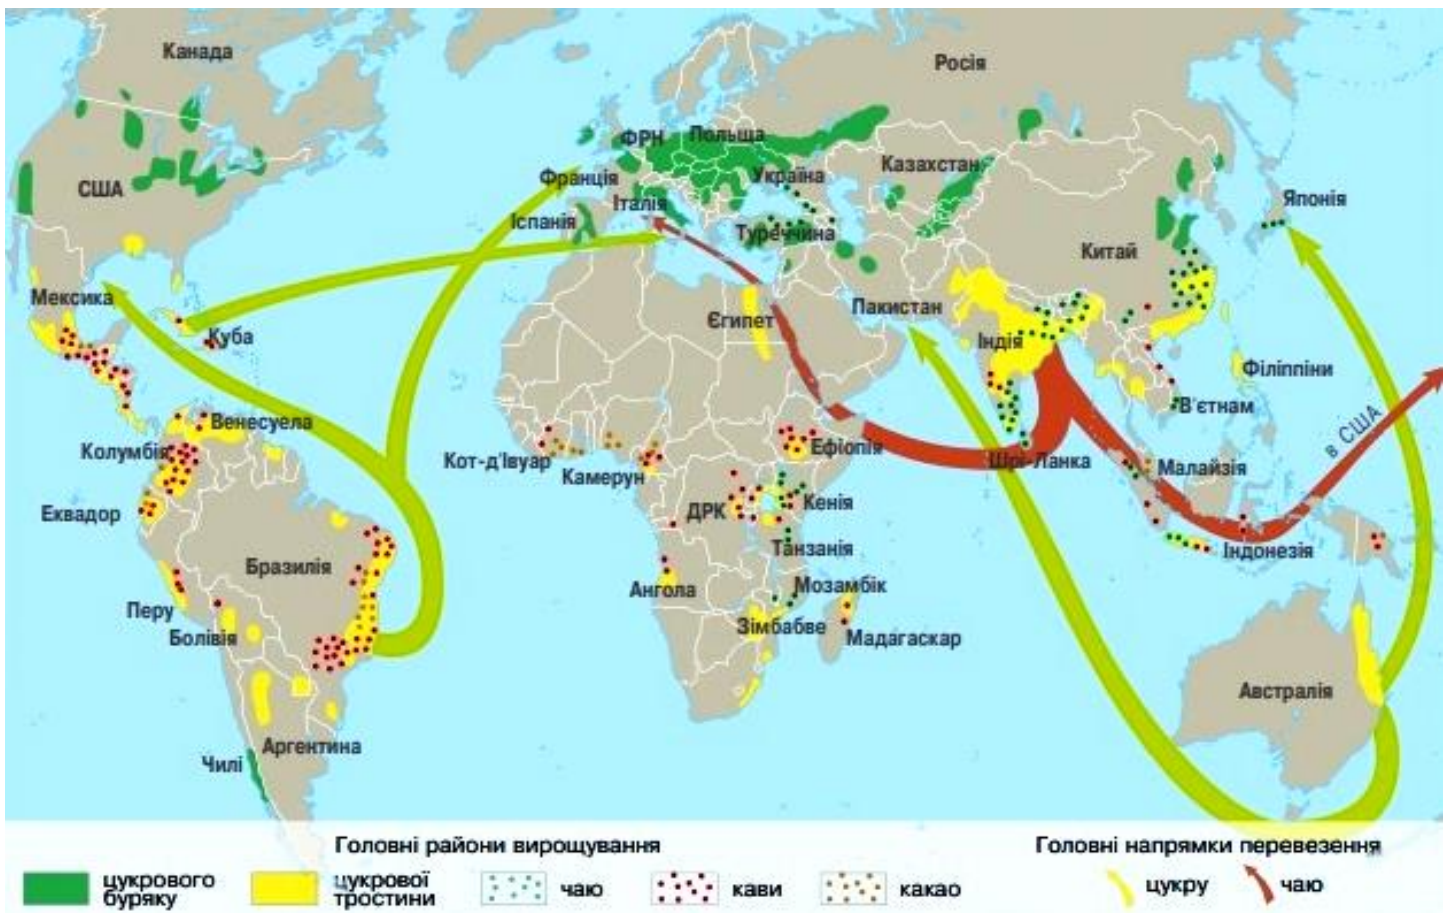 Канада
Росія
ФРН
Польща
США
Франція
Україна
Казахстан
Іспанія
Італія
Туреччина
Японія
Китай
Мексика
Куба
Єгипет
Пакистан
Індія
Філіппіни
Венесуела
Колумбія
В'єтнам
в США
Кот-д'Івуар
Камерун
Ефіопія
Шрі-Ланка
Малайзія
Еквадор
ДРК
Кенія
Бразилія
Танзанія
Індонезія
Перу
Ангола
Мозамбік
Болівія
Зімбабве
Мадагаскар
Австралія
Аргентина
Чилі
Головні райони вирощування
Головні напрямки перевезення
цукрового
буряку
цукрової
тростини
чаю
кави
какао
цукру
чаю